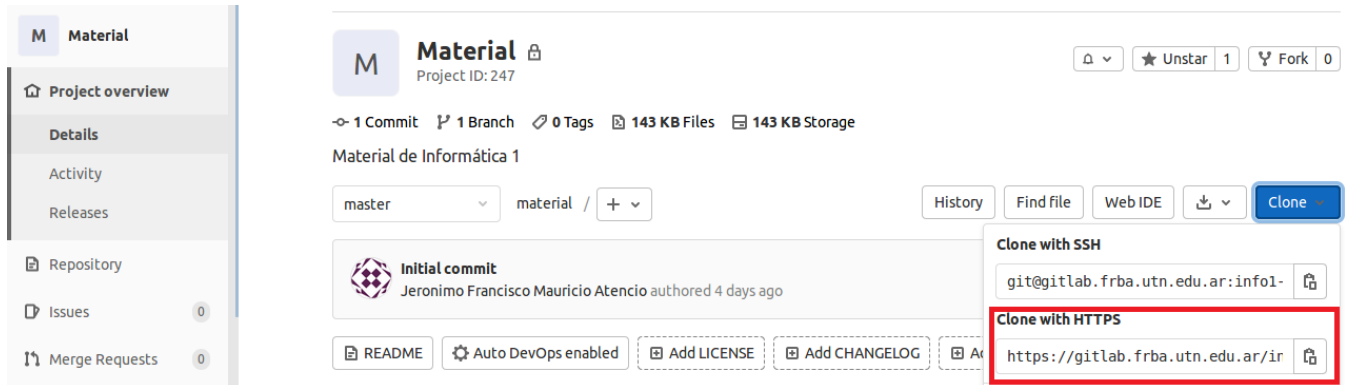 M Material
Project overview
Details
Activity
Releases
Repository
Issues 0
Merge Requests 0
M
Material
Project ID: 247
Unstar 1
Fork 0
1 Commit 1 Branch 0 Tags 143 KB Files 143 KB Storage
Material de Informática 1
master
material / +
History
Find file
Web IDE
Clone
Initial commit
Jeronimo Francisco Mauricio Atencio authored 4 days ago
README
Auto DevOps enabled
Add LICENSE
Add CHANGELOG
Clone with SSH
git@gitlab.frba.utn.edu.ar:info1-
Clone with HTTPS
https://gitlab.frba.utn.edu.ar/in